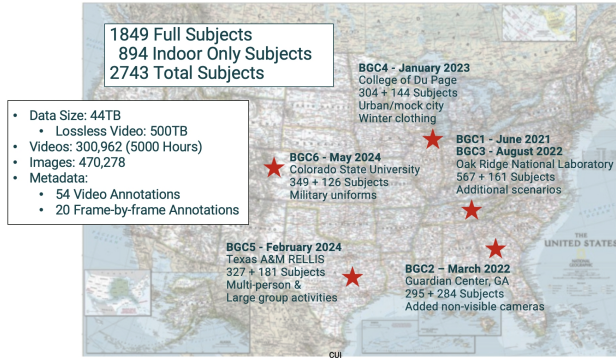 1849 Full Subjects
894 Indoor Only Subjects
2743 Total Subjects
• Data Size: 44TB
• Lossless Video: 500TB
• Videos: 300,962 (5000 Hours)
• Images: 470,278
• Metadata:
• 54 Video Annotations
• 20 Frame-by-frame Annotations
BGC4 - January 2023
College of Du Page
304 + 144 Subjects
Urban/mock city
Winter clothing
BGC1 - June 2021
BGC3 - August 2022
Oak Ridge National Laboratory
567 + 161 Subjects
Additional scenarios
BGC6 - May 2024
Colorado State University
349 + 126 Subjects
Military uniforms
BGC5 - February 2024
Texas A&M RELLIS
327 + 181 Subjects
Multi-person &
Large group activities
BGC2 – March 2022
Guardian Center, GA
295 + 284 Subjects
Added non-visible cameras
THE
UNITED STATES
CUI